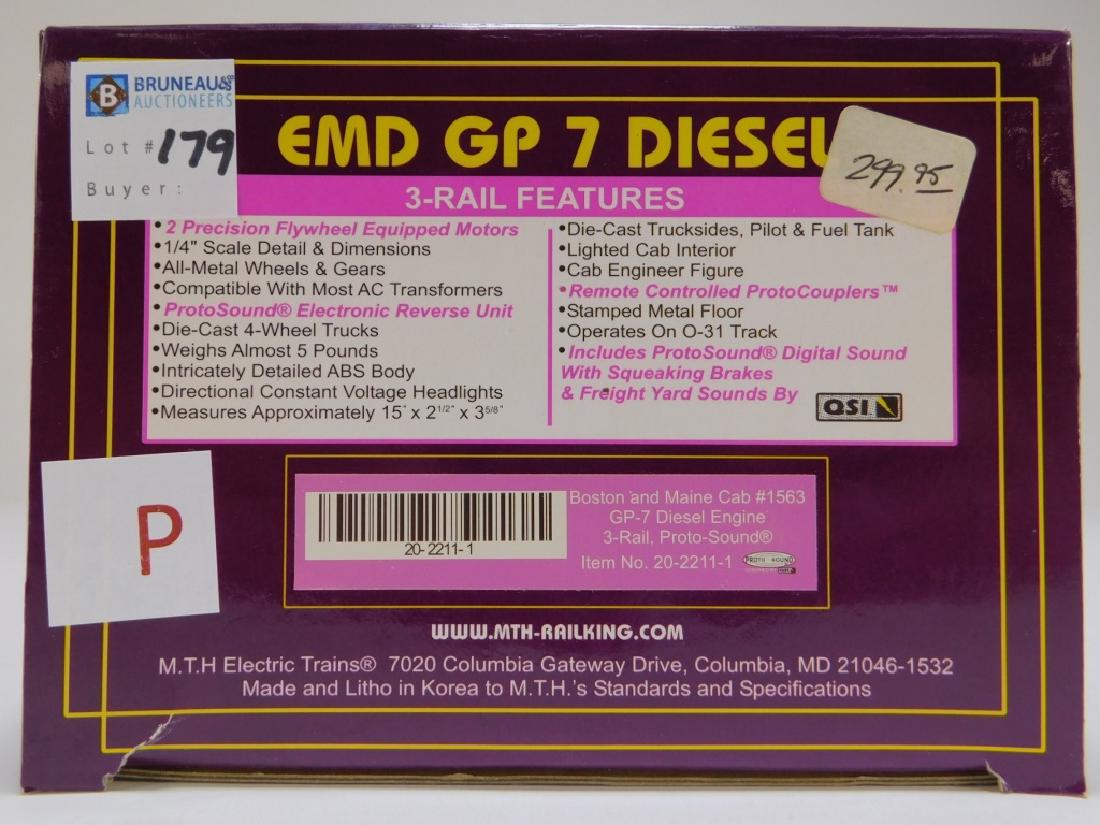 BRUNEAU & CO
AUCTIONEERS
Lot # 179
Buyer:
EMD GP 7 DIESEL
299.95
3-RAIL FEATURES
• 2 Precision Flywheel Equipped Motors
• 1/4" Scale Detail & Dimensions
• All-Metal Wheels & Gears
• Compatible With Most AC Transformers
• ProtoSound® Electronic Reverse Unit
• Die-Cast 4-Wheel Trucks
• Weighs Almost 5 Pounds
• Intricately Detailed ABS Body
• Directional Constant Voltage Headlights
• Measures Approximately 15" x 2 1/2" x 3 5/8"
• Die-Cast Trucksides, Pilot & Fuel Tank
• Lighted Cab Interior
• Cab Engineer Figure
• Remote Controlled ProtoCouplers™
• Stamped Metal Floor
• Operates On O-31 Track
• Includes ProtoSound® Digital Sound
With Squeaking Brakes
& Freight Yard Sounds By
QSI
P
20-2211-1
Boston and Maine Cab #1563
GP-7 Diesel Engine
3-Rail, Proto-Sound®
Item No. 20-2211-1
PROTO SOUND
WWW.MTH-RAILKING.COM
M.T.H Electric Trains® 7020 Columbia Gateway Drive, Columbia, MD 21046-1532
Made and Litho in Korea to M.T.H.'s Standards and Specifications